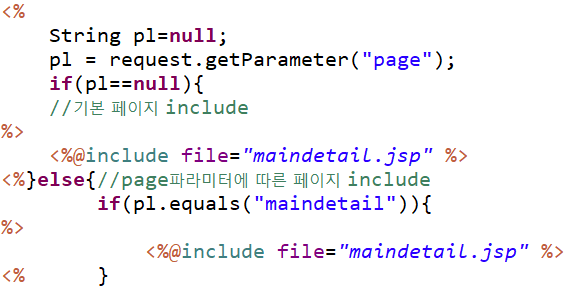 <%
String pl=null;
pl = request.getParameter("page");
if(pl==null){
//기본 페이지 include
%>
<%@include file="maindetail.jsp" %>
<%}else{//page파라미터에 따른 페이지 include
if(pl.equals("maindetail")){
%>
<%@include file="maindetail.jsp" %>
<% }